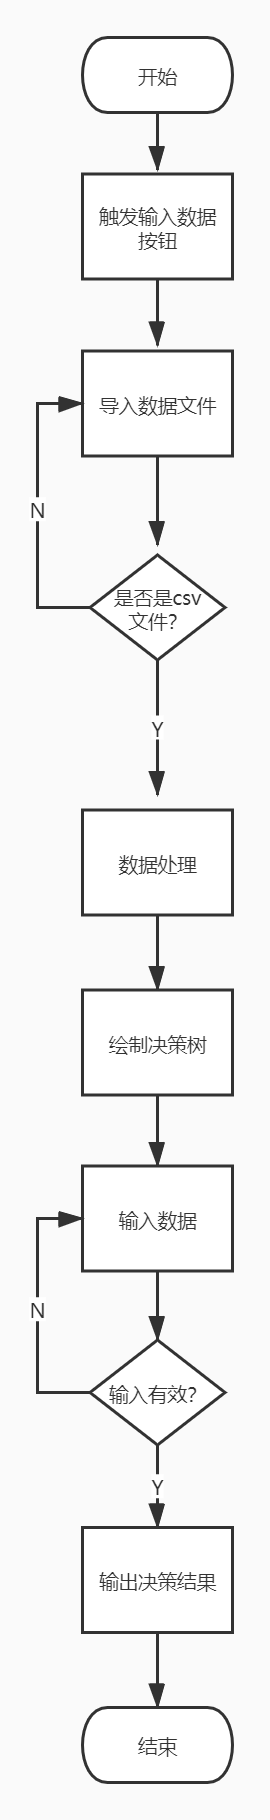 开始
触发输入数据
按钮
导入数据文件
N
是否是csv
文件?
Y
数据处理
绘制决策树
输入数据
N
输入有效?
Y
输出决策结果
结束